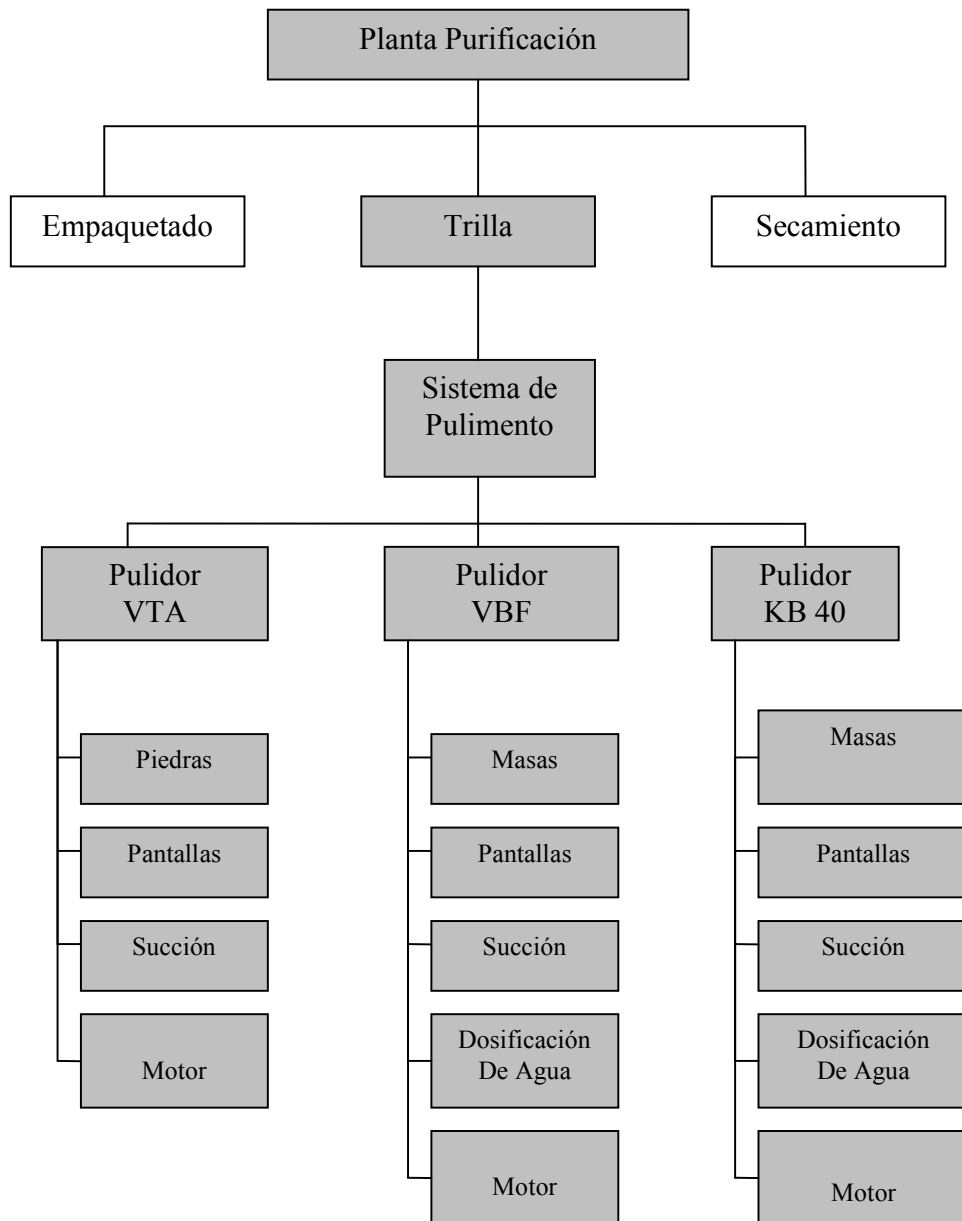 Planta Purificación
Empaquetado
Trilla
Secamiento
Sistema de
Pulimento
Pulidor
VTA
Pulidor
VBF
Pulidor
KB 40
Piedras
Pantallas
Succión
Motor
Masas
Pantallas
Succión
Dosificación
De Agua
Motor
Masas
Pantallas
Succión
Dosificación
De Agua
Motor